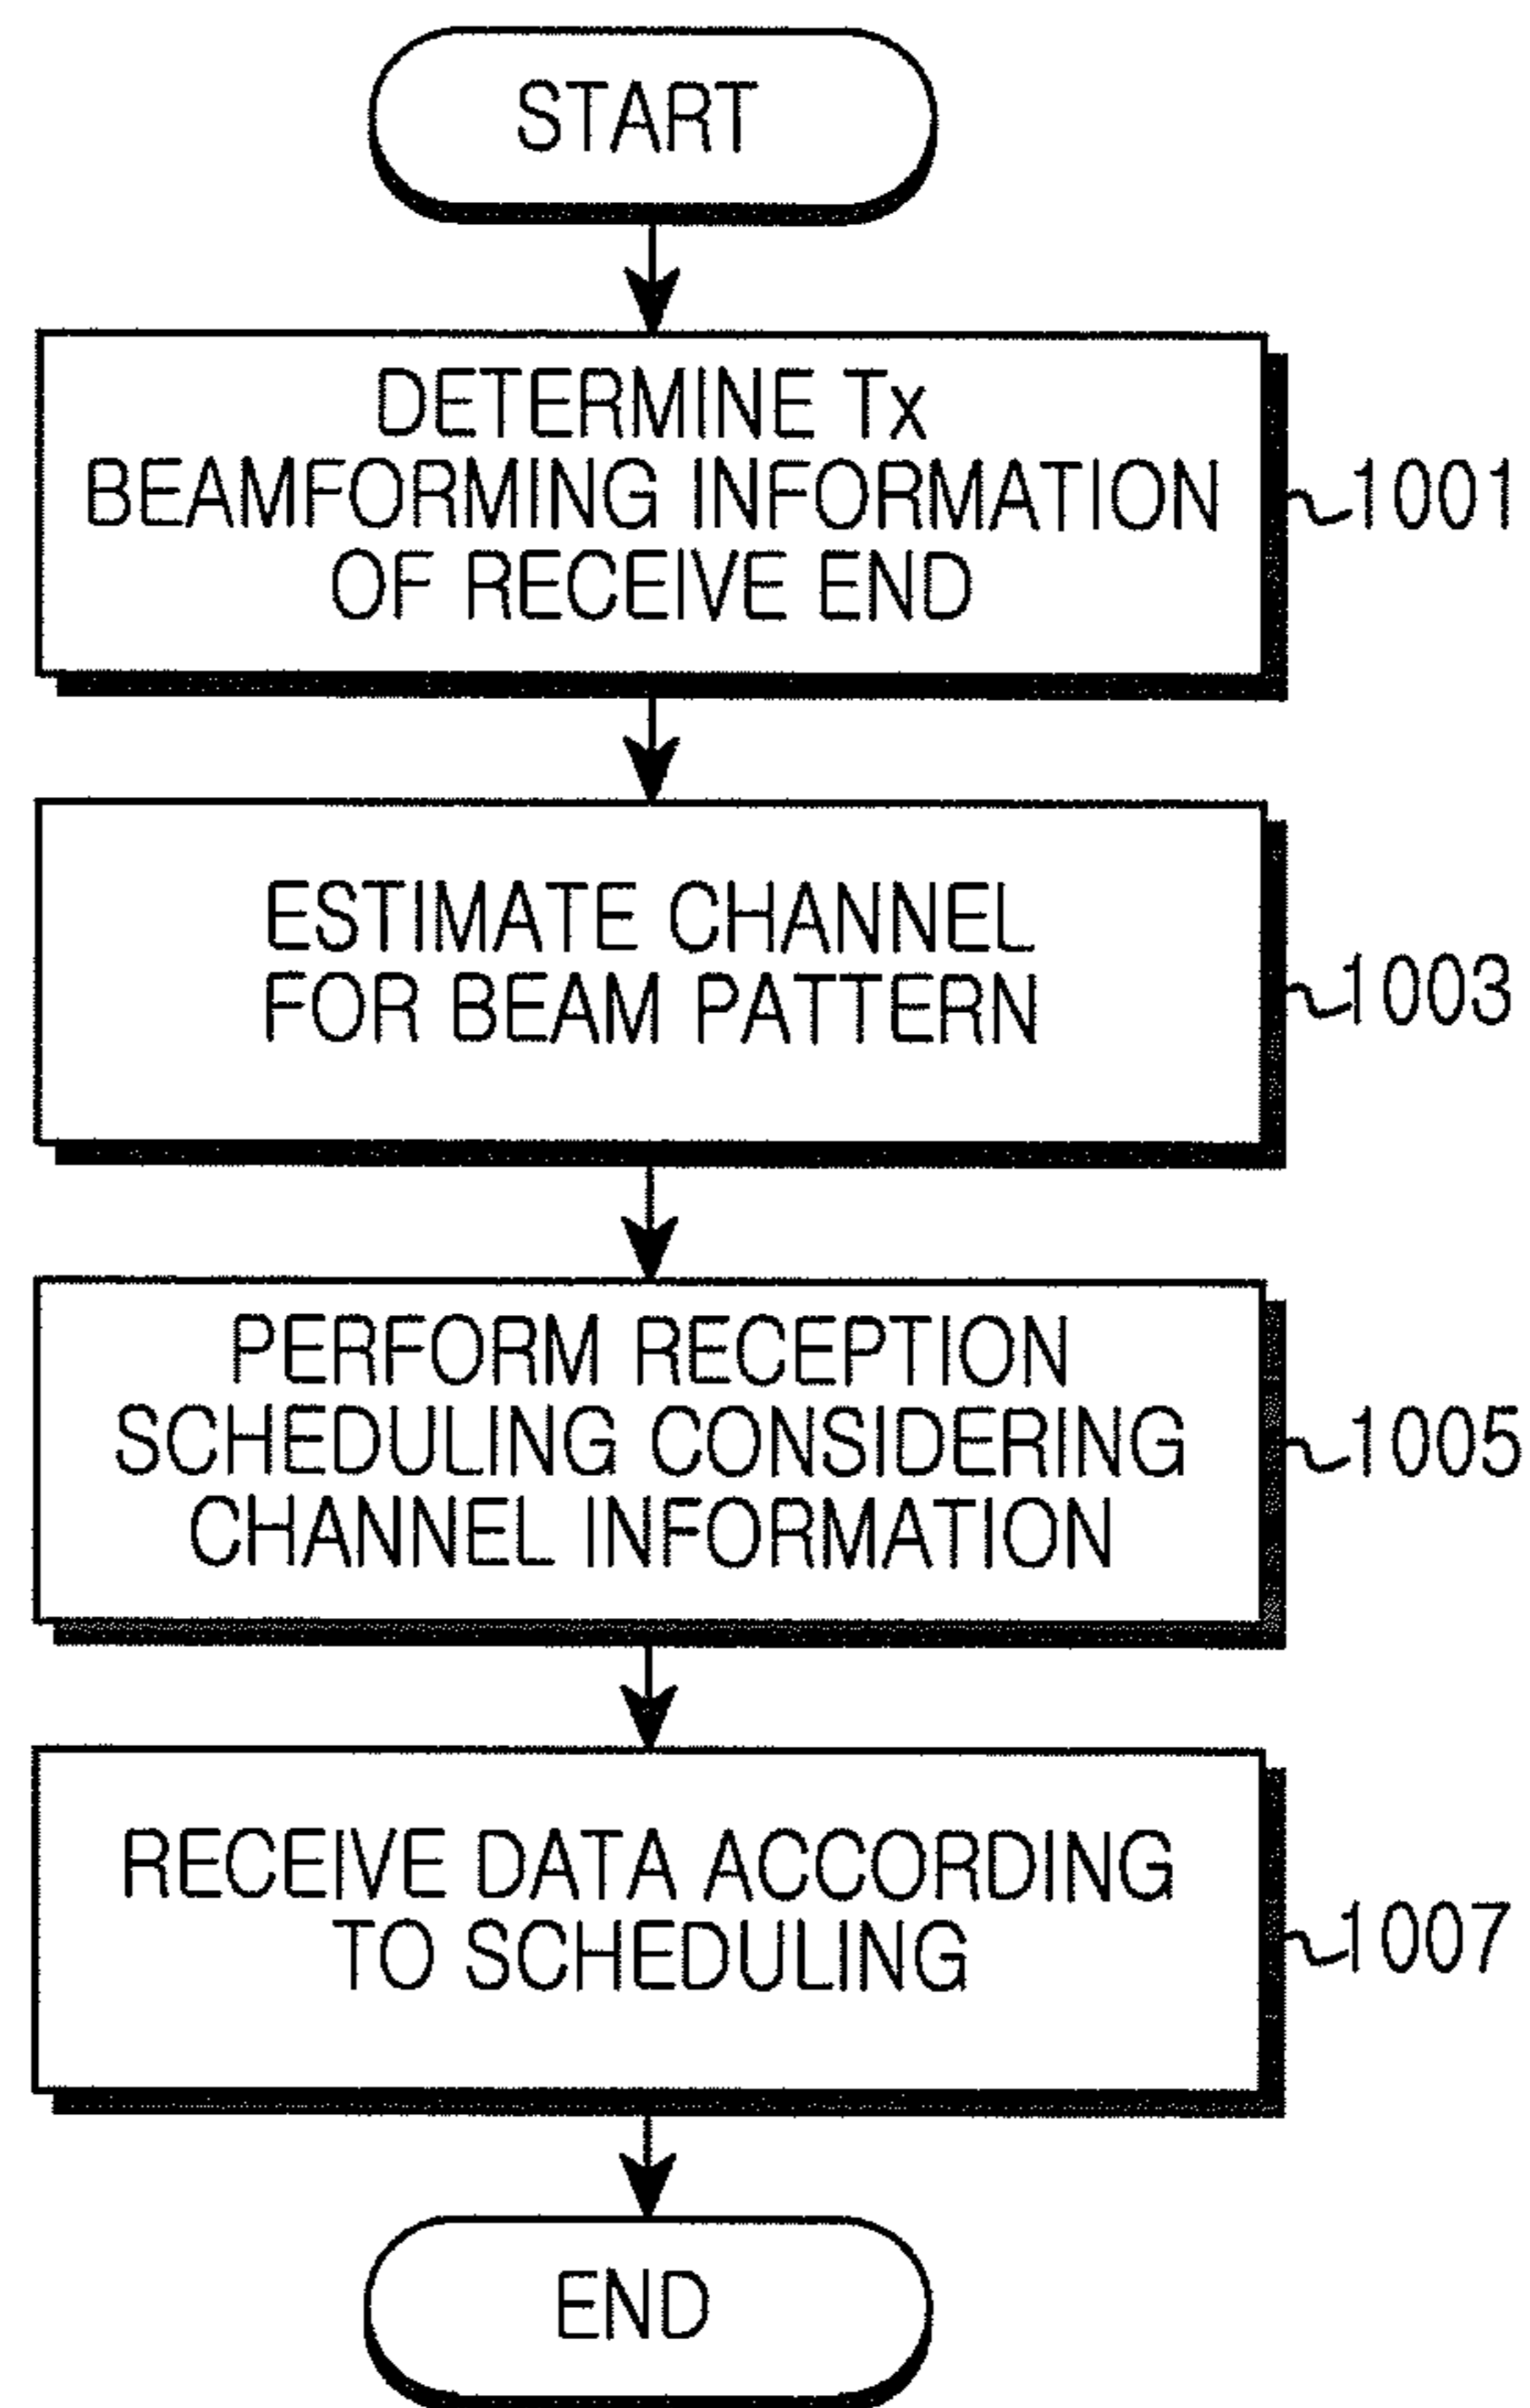 START
DETERMINE Tx
BEAMFORMING INFORMATION
OF RECEIVE END
1001
ESTIMATE CHANNEL
FOR BEAM PATTERN
1003
PERFORM RECEPTION
SCHEDULING CONSIDERING
CHANNEL INFORMATION
1005
RECEIVE DATA ACCORDING
TO SCHEDULING
1007
END